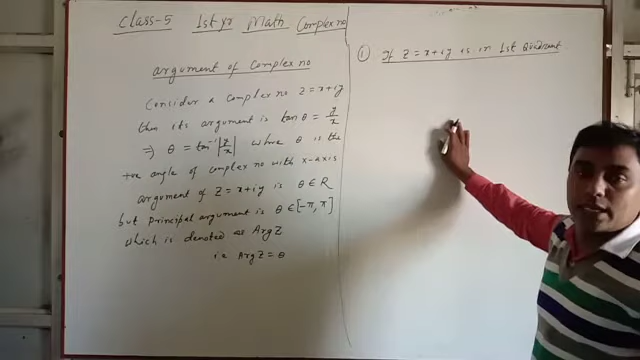 Class-5 1st yr Math Complex no
argument of Complex no
Consider a complex no z = x+iy
then its argument is tanθ = y/x
⇒ θ = tan⁻¹|y/x| where θ is the
+ve angle of complex no with x-axis
argument of z = x+iy is θ ∈ R
but principal argument is θ ∈ [-π, π]
which is denoted as Arg Z
i.e Arg Z = θ
① If z = x+iy is in 1st Quadrant